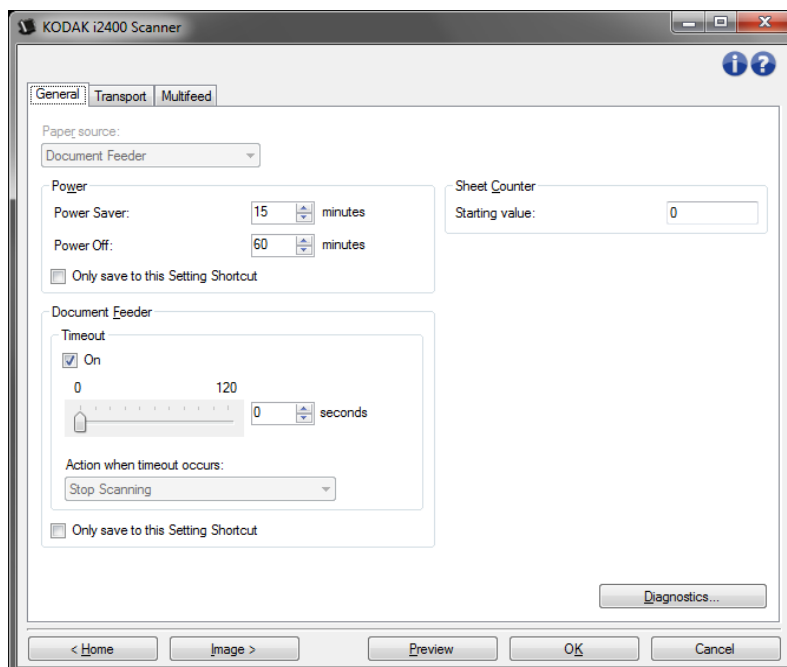 KODAK i2400 Scanner
General Transport Multifeed
Paper source:
Document Feeder
Power
Power Saver: 15 minutes
Power Off: 60 minutes
Only save to this Setting Shortcut
Sheet Counter
Starting value: 0
Document Feeder
Timeout
On
0 120
0 seconds
Action when timeout occurs:
Stop Scanning
Only save to this Setting Shortcut
Diagnostics...
< Home Image > Preview OK Cancel